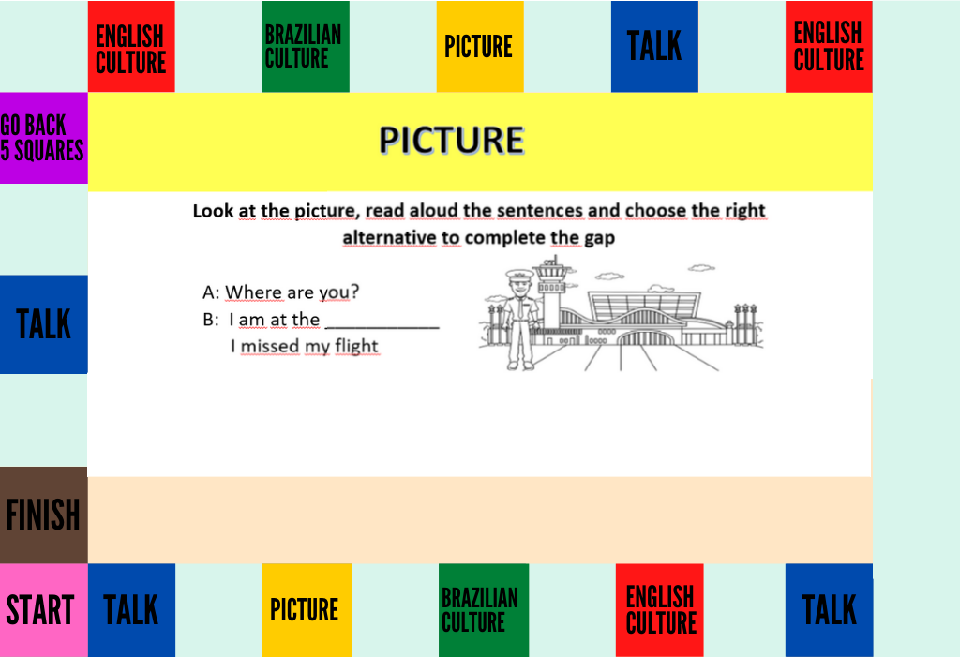 ENGLISH
CULTURE
BRAZILIAN
CULTURE
PICTURE
TALK
ENGLISH
CULTURE
GO BACK
5 SQUARES
PICTURE
Look at the picture, read aloud the sentences and choose the right
alternative to complete the gap
A: Where are you?
B: I am at the ____________
I missed my flight
TALK
FINISH
START
TALK
PICTURE
BRAZILIAN
CULTURE
ENGLISH
CULTURE
TALK